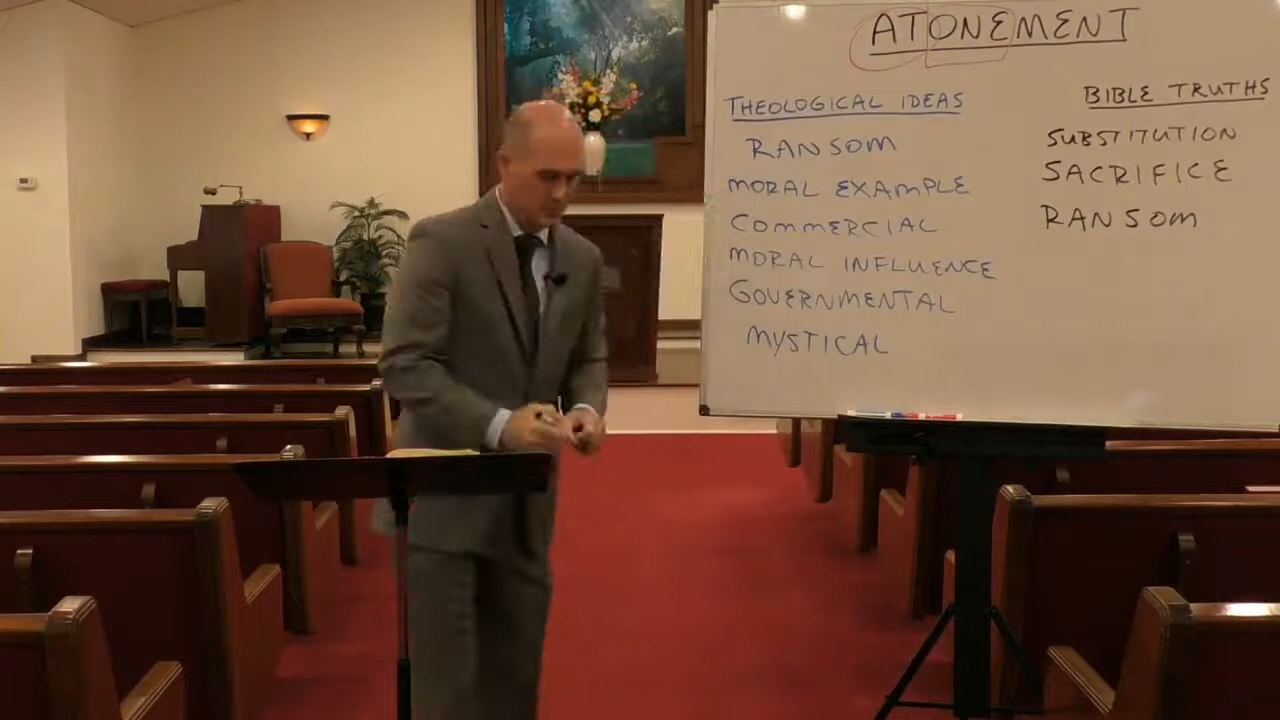 ATONEMENT
THEOLOGICAL IDEAS
RANSOM
MORAL EXAMPLE
COMMERCIAL
MORAL INFLUENCE
GOVERNMENTAL
MYSTICAL
BIBLE TRUTHS
SUBSTITUTION
SACRIFICE
RANSOM